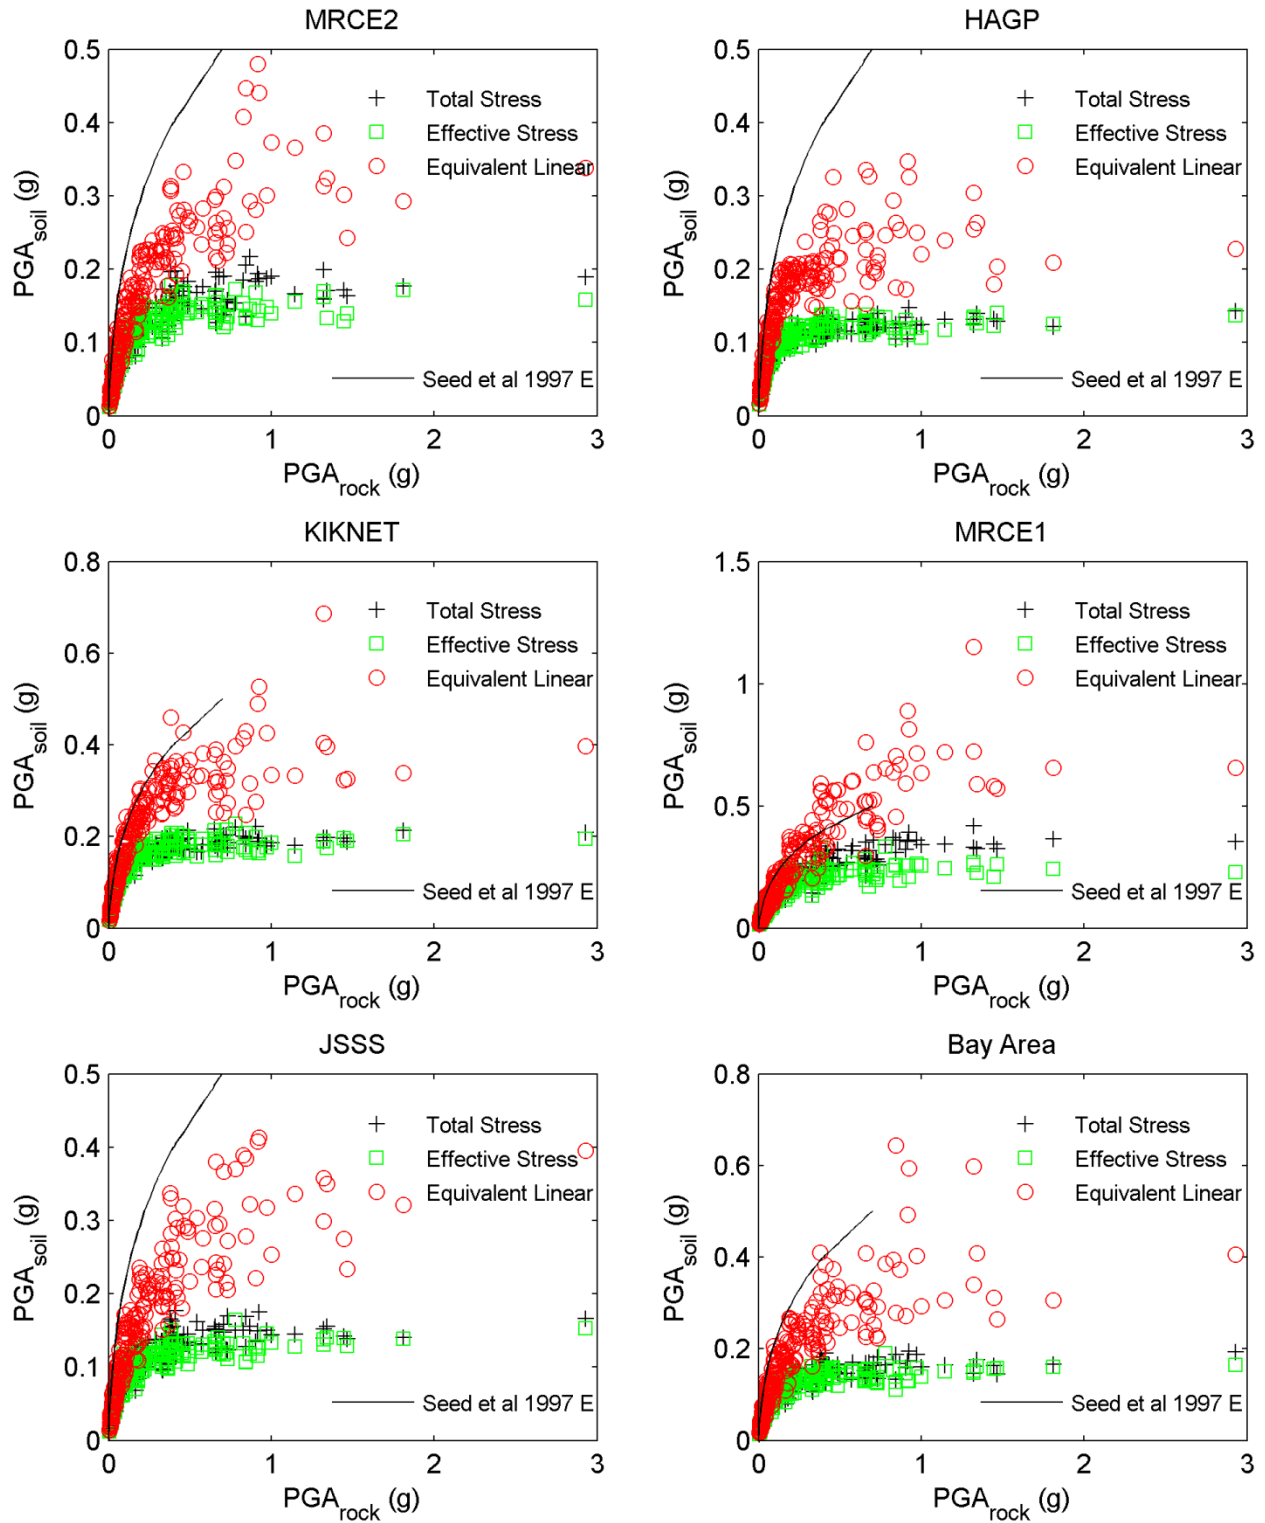 MRCE2
0.5
0.4
0.3
0.2
0.1
0
PGAsoil (g)
Total Stress
Effective Stress
Equivalent Linear
Seed et al 1997 E
0 1 2 3
PGArock (g)
HAGP
0.5
0.4
0.3
0.2
0.1
0
PGAsoil (g)
Total Stress
Effective Stress
Equivalent Linear
Seed et al 1997 E
0 1 2 3
PGArock (g)
KIKNET
0.8
0.6
0.4
0.2
0
PGAsoil (g)
Total Stress
Effective Stress
Equivalent Linear
Seed et al 1997 E
0 1 2 3
PGArock (g)
MRCE1
1.5
1
0.5
0
PGAsoil (g)
Total Stress
Effective Stress
Equivalent Linear
Seed et al 1997 E
0 1 2 3
PGArock (g)
JSSS
0.5
0.4
0.3
0.2
0.1
0
PGAsoil (g)
Total Stress
Effective Stress
Equivalent Linear
Seed et al 1997 E
0 1 2 3
PGArock (g)
Bay Area
0.8
0.6
0.4
0.2
0
PGAsoil (g)
Total Stress
Effective Stress
Equivalent Linear
Seed et al 1997 E
0 1 2 3
PGArock (g)